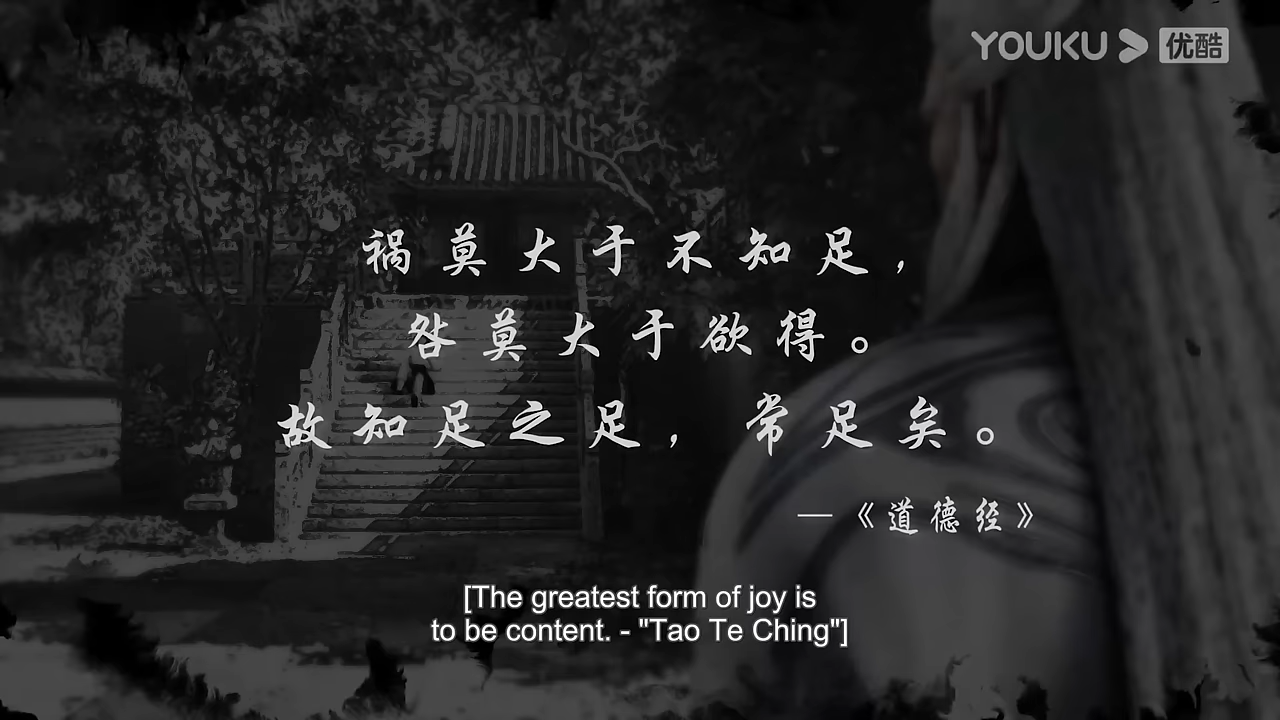 YOUKU 优酷
祸莫大于不知足，
咎莫大于欲得。
故知足之足，常足矣。
—《道德经》
[The greatest form of joy is
to be content. - "Tao Te Ching"]